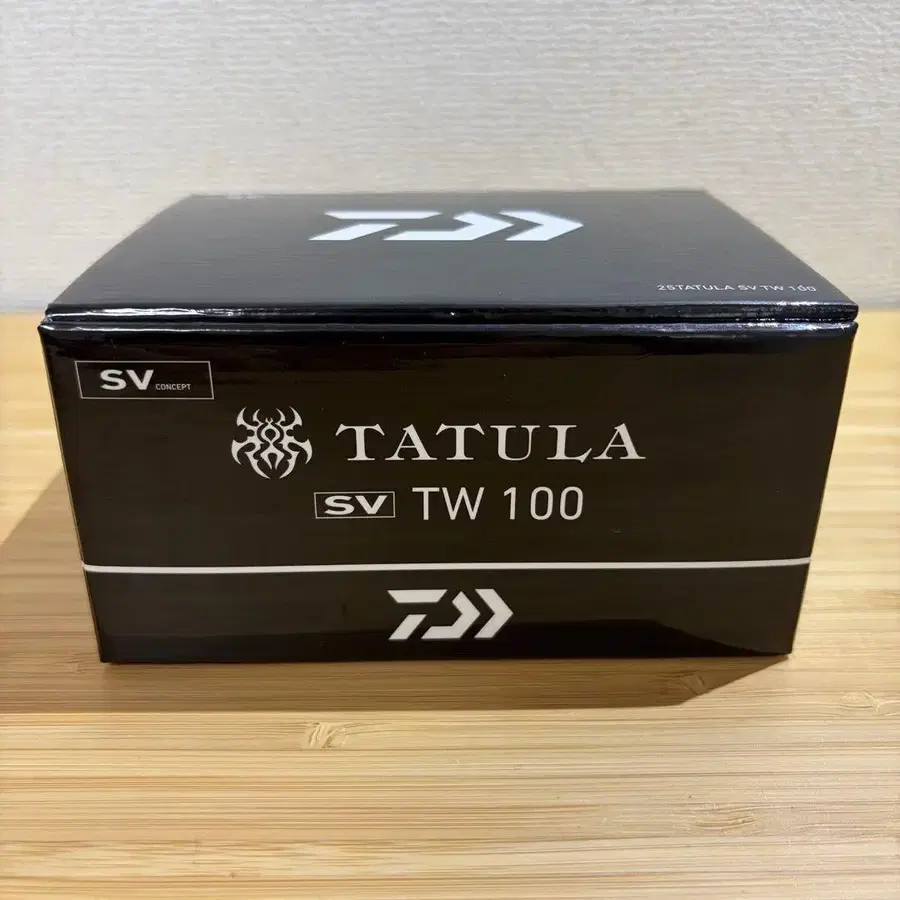 25TATULA SV TW 100
SV CONCEPT
TATULA
SV TW 100